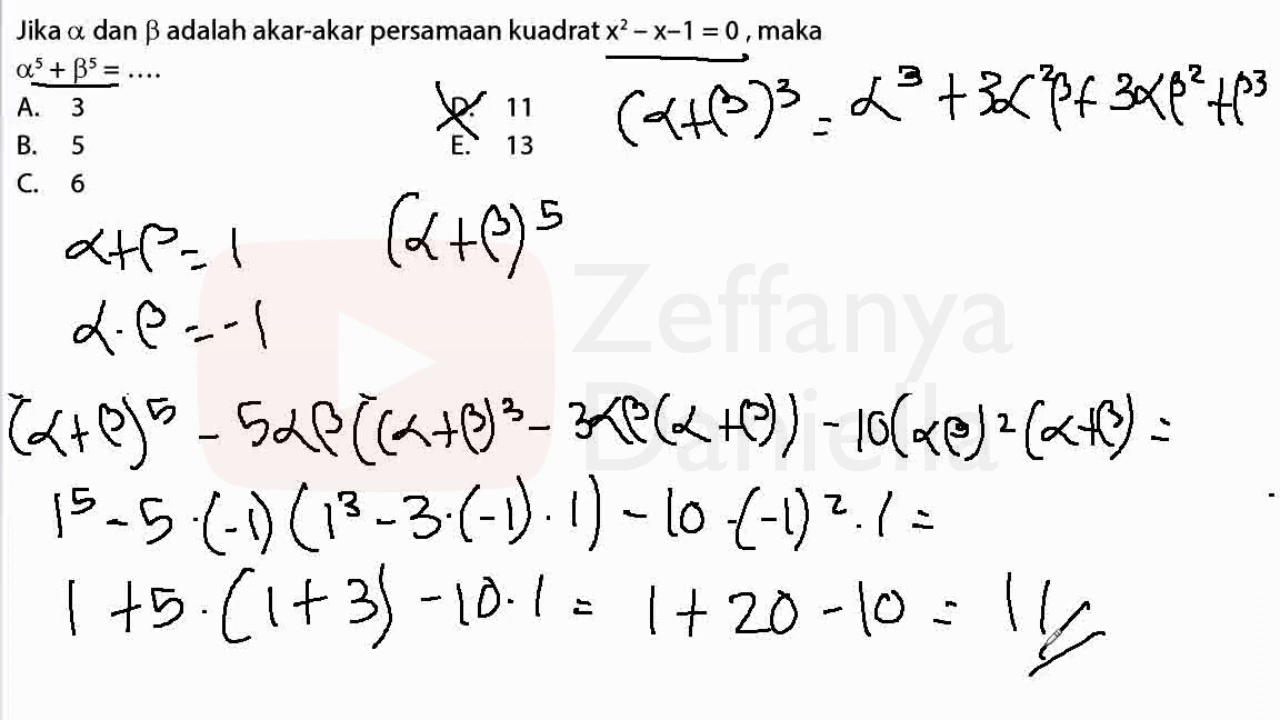 Jika α dan β adalah akar-akar persamaan kuadrat x² – x–1 = 0 , maka
α⁵ + β⁵ = ....
A. 3
B. 5
C. 6
D. 11
E. 13
(α+β)³ = α³ + 3α²β + 3αβ² + β³
α+β = 1
α·β = -1
(α+β)⁵
Zeffanya
Daniella
(α+β)⁵ - 5αβ((α+β)³ - 3αβ(α+β)) - 10(αβ)²(α+β) =
1⁵ - 5·(-1)(1³ - 3·(-1)·1) - 10·(-1)²·1 =
1 + 5·(1+3) - 10·1 = 1 + 20 - 10 = 11